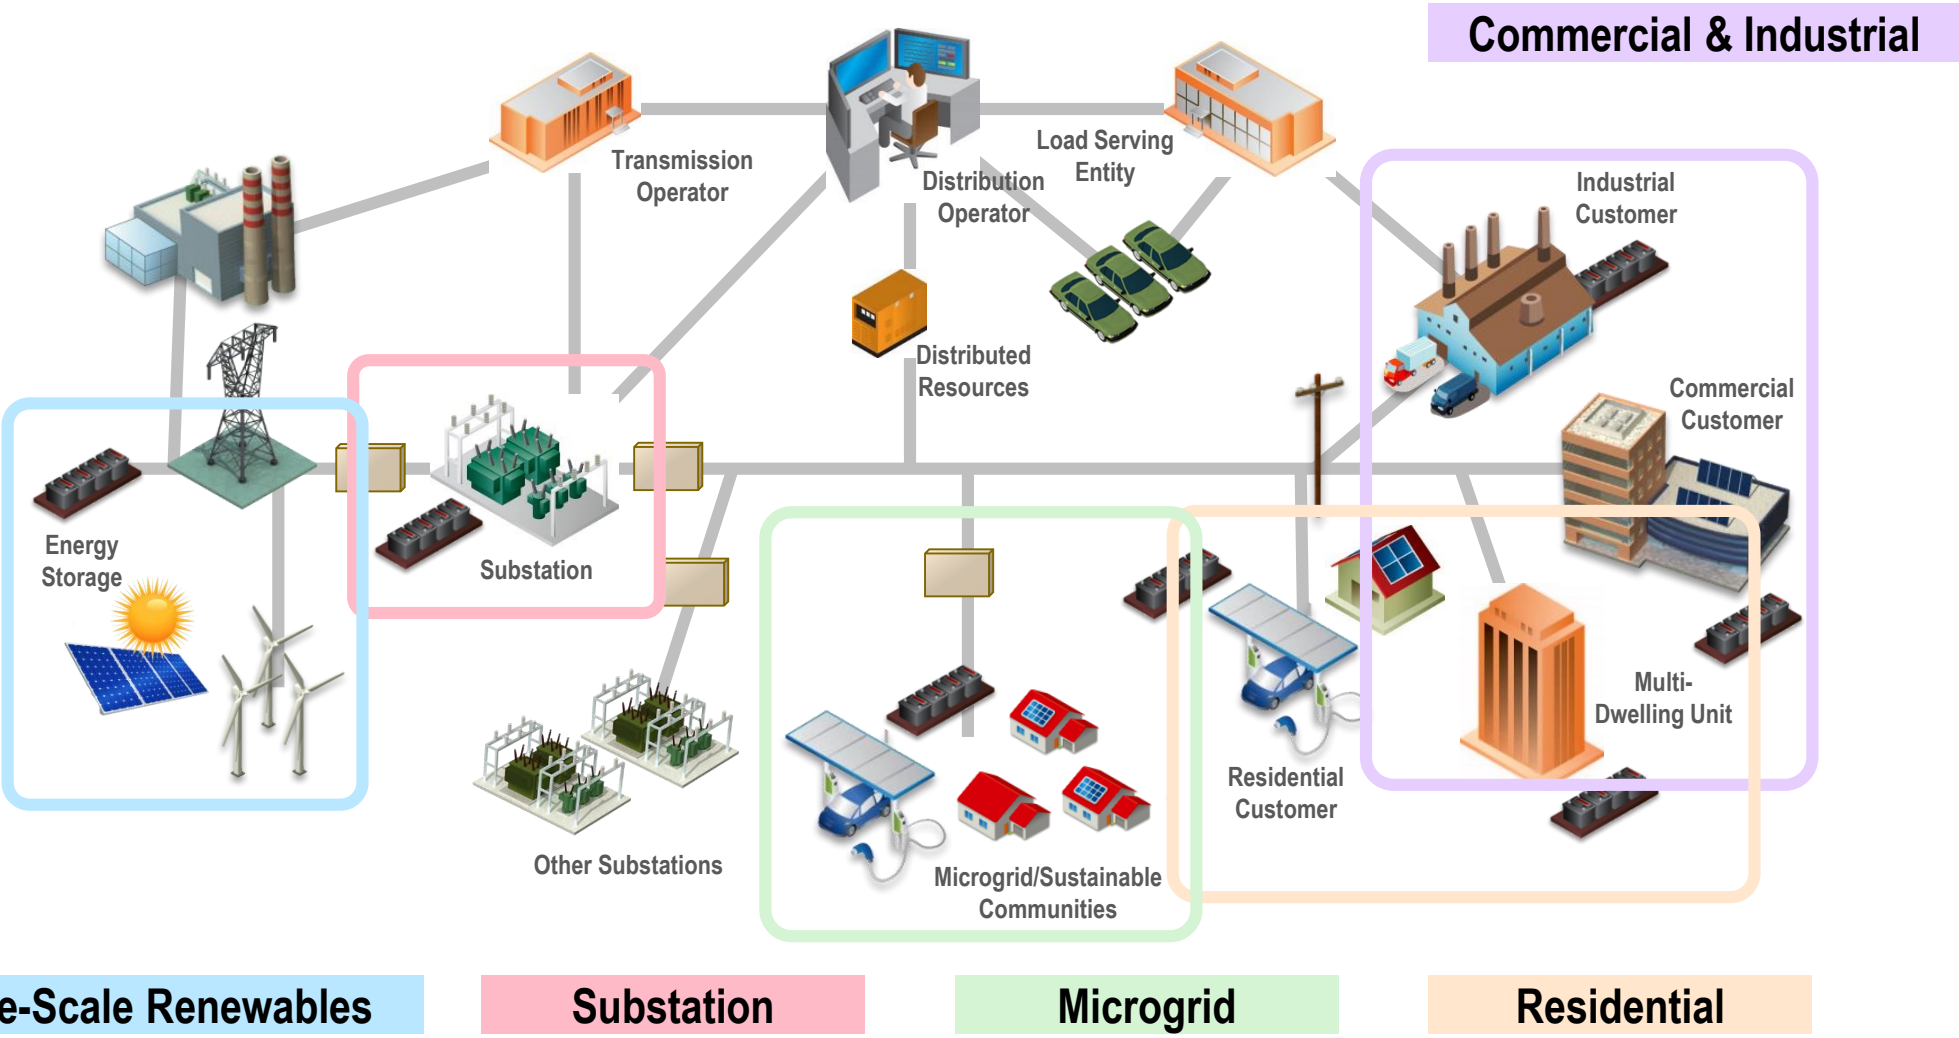 Commercial & Industrial
Transmission
Operator
Distribution
Operator
Load Serving
Entity
Industrial
Customer
Distributed
Resources
Commercial
Customer
Energy
Storage
Substation
Multi-
Dwelling Unit
Residential
Customer
Other Substations
Microgrid/Sustainable
Communities
e-Scale Renewables
Substation
Microgrid
Residential